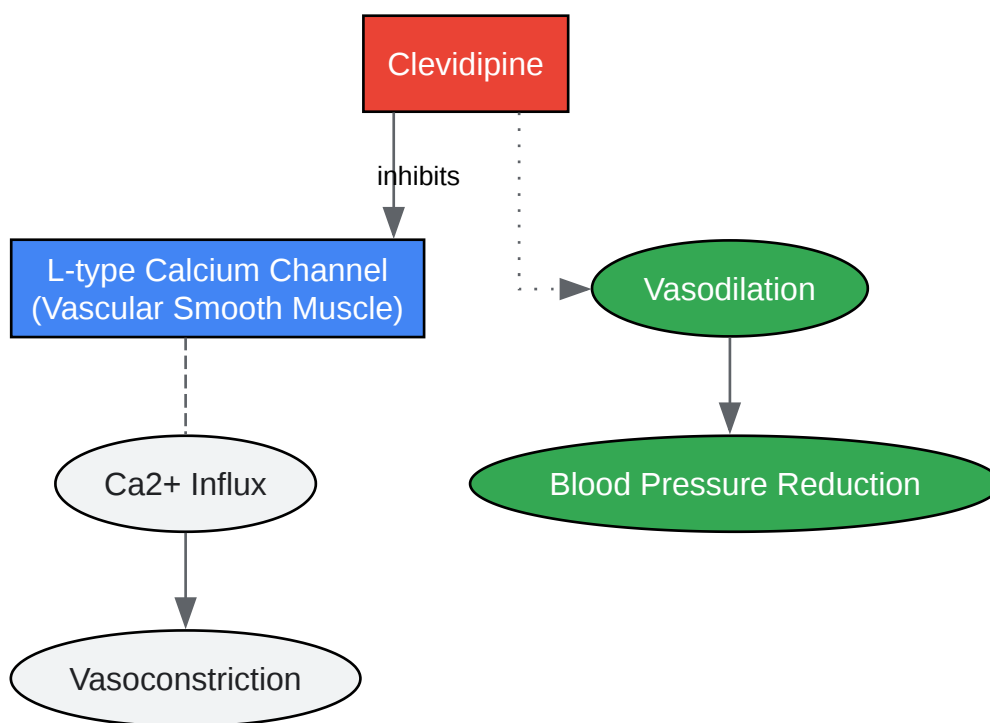 Clevidipine
inhibits
L-type Calcium Channel
(Vascular Smooth Muscle)
Vasodilation
Ca2+ Influx
Blood Pressure Reduction
Vasoconstriction